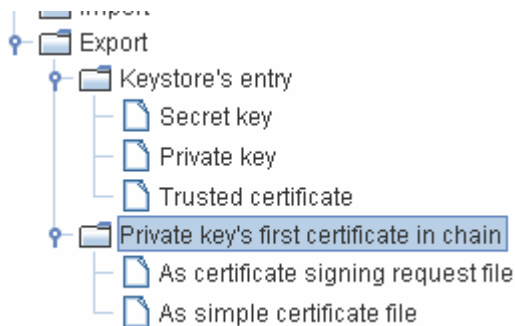 Import
Export
Keystore's entry
Secret key
Private key
Trusted certificate
Private key's first certificate in chain
As certificate signing request file
As simple certificate file